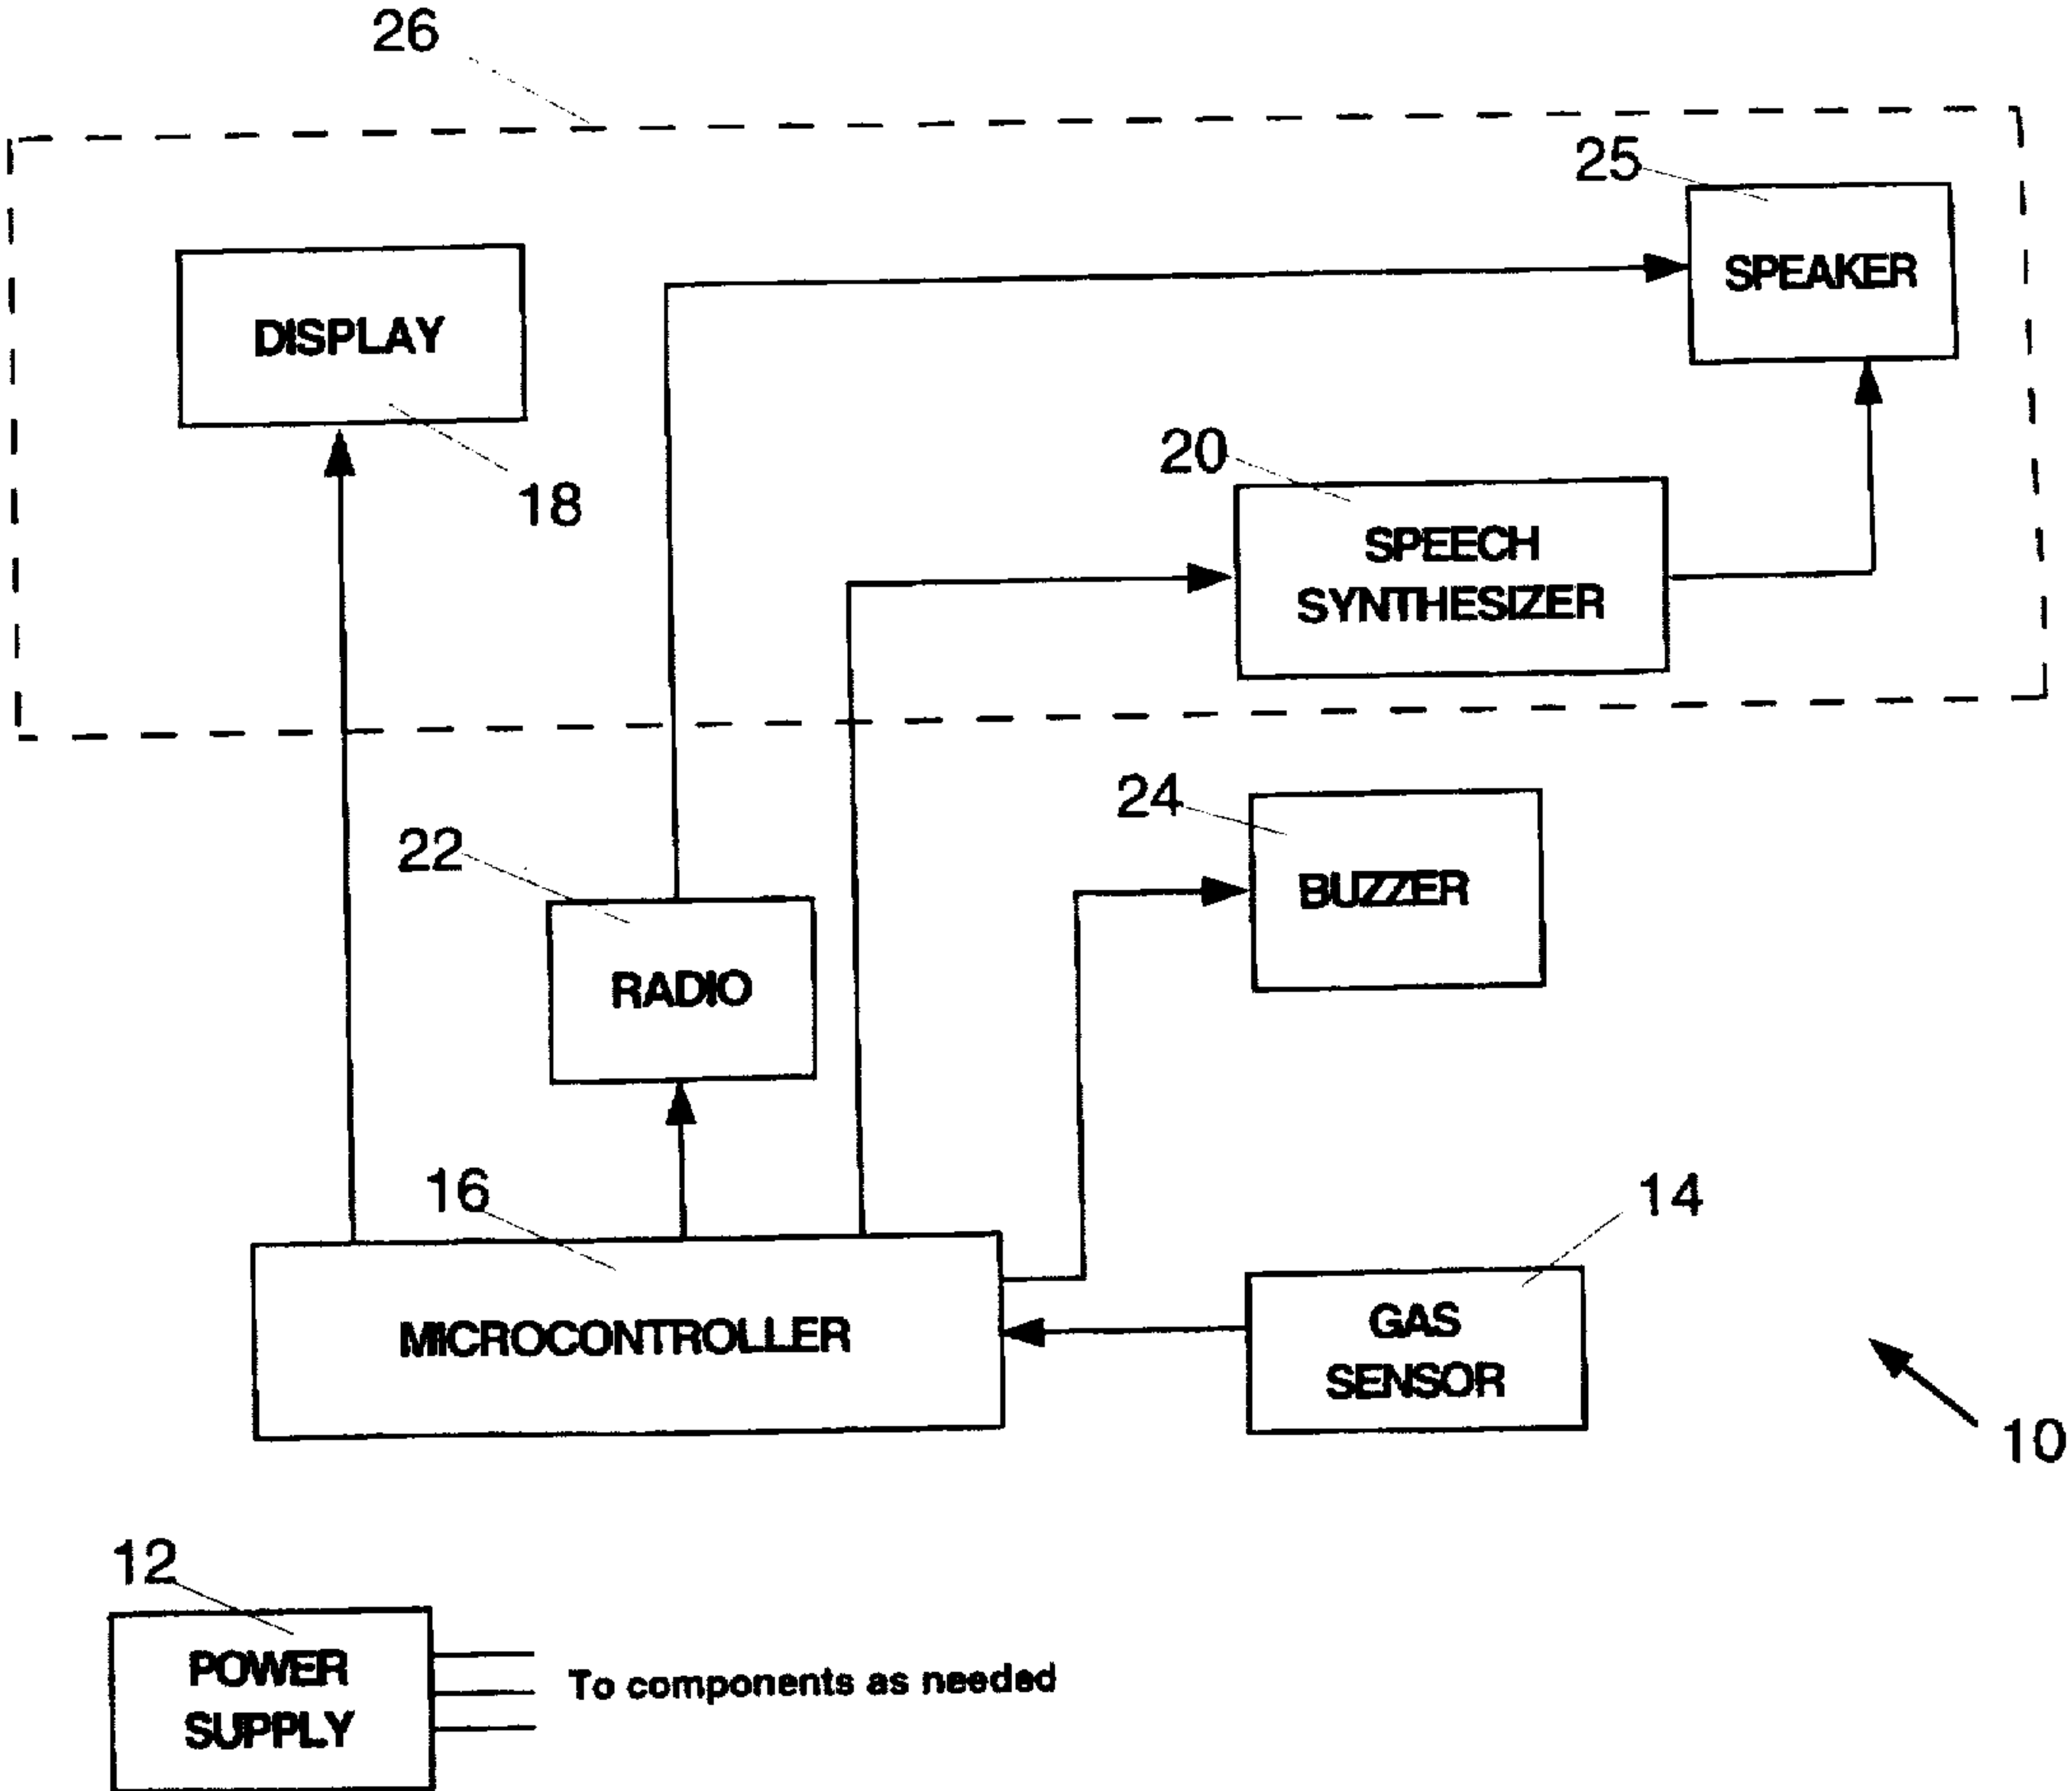 26
25
SPEAKER
DISPLAY
18
20
SPEECH
SYNTHESIZER
24
BUZZER
22
RADIO
16
MICROCONTROLLER
14
GAS
SENSOR
10
12
POWER
SUPPLY
To components as needed